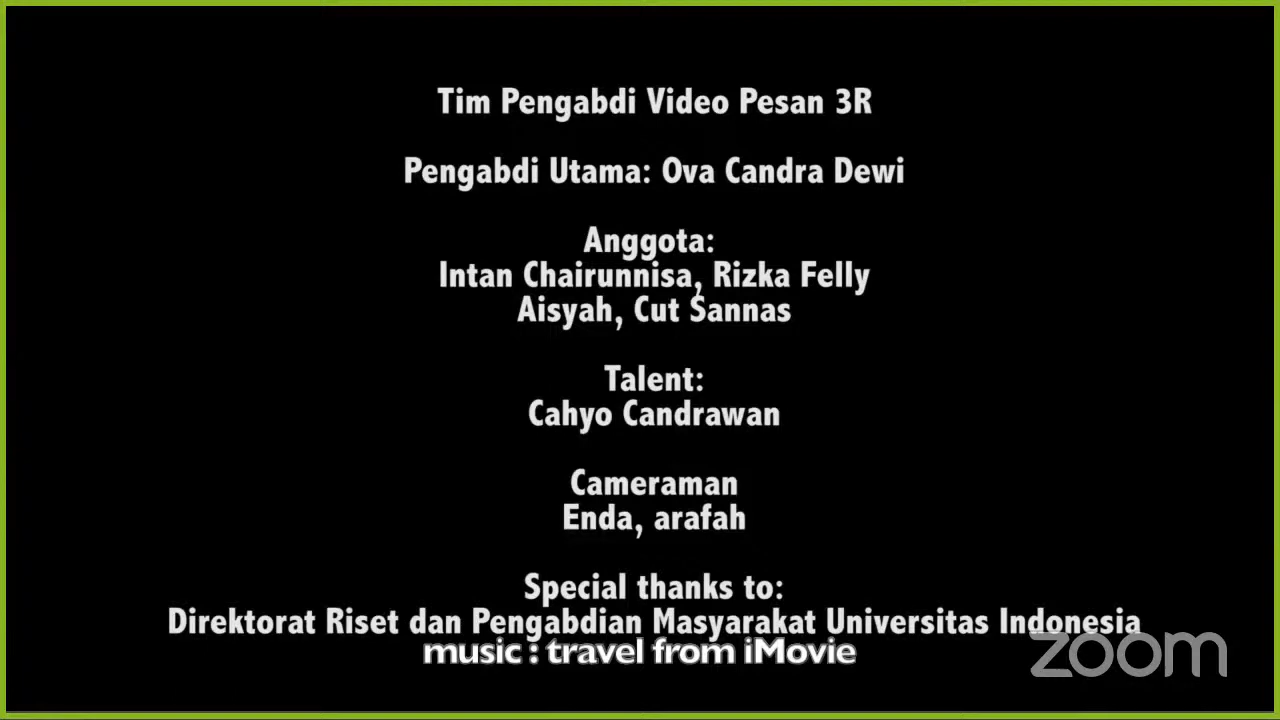 Tim Pengabdi Video Pesan 3R
Pengabdi Utama: Ova Candra Dewi
Anggota:
Intan Chairunnisa, Rizka Felly
Aisyah, Cut Sannas
Talent:
Cahyo Candrawan
Cameraman
Enda, arafah
Special thanks to:
Direktorat Riset dan Pengabdian Masyarakat Universitas Indonesia
music : travel from iMovie
zoom